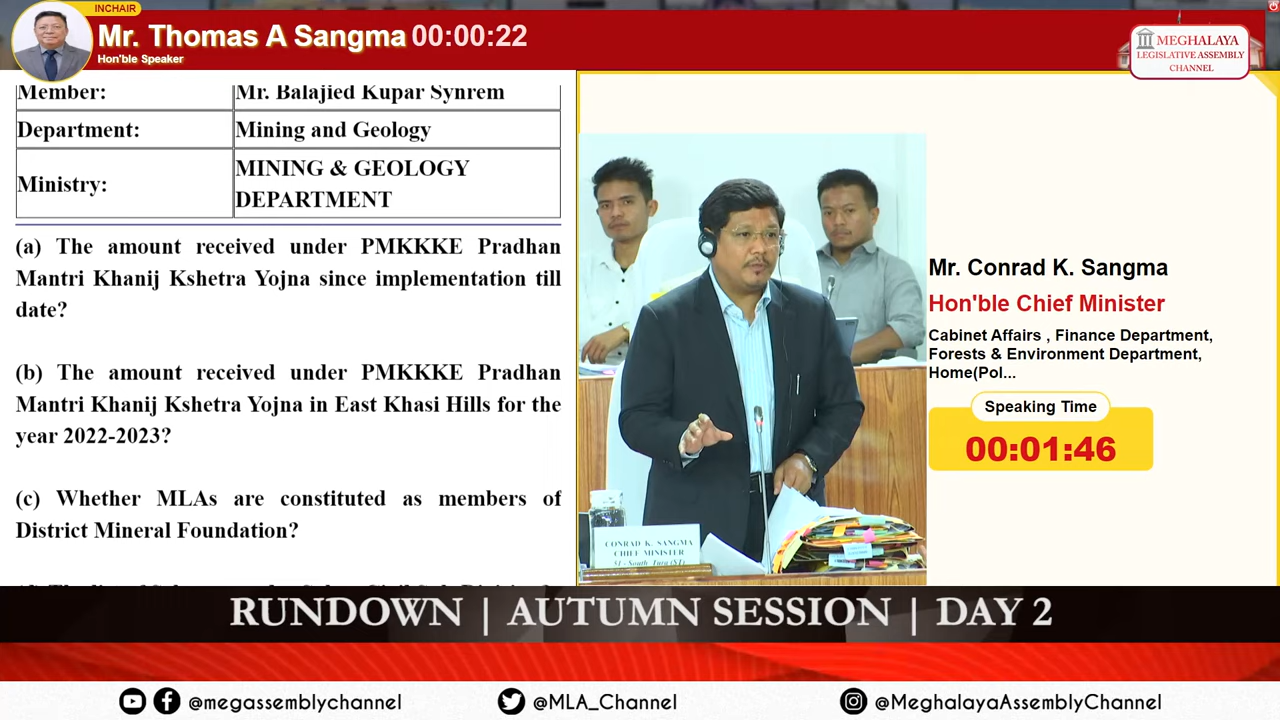 INCHAIR
Mr. Thomas A Sangma 00:00:22
Hon'ble Speaker
MEGHALAYA
LEGISLATIVE ASSEMBLY
CHANNEL
Member: Mr. Balajied Kupar Synrem
Department: Mining and Geology
Ministry: MINING & GEOLOGY
DEPARTMENT
(a) The amount received under PMKKKE Pradhan
Mantri Khanij Kshetra Yojna since implementation till
date?
(b) The amount received under PMKKKE Pradhan
Mantri Khanij Kshetra Yojna in East Khasi Hills for the
year 2022-2023?
(c) Whether MLAs are constituted as members of
District Mineral Foundation?
Mr. Conrad K. Sangma
Hon'ble Chief Minister
Cabinet Affairs , Finance Department,
Forests & Environment Department,
Home(Pol...
Speaking Time
00:01:46
CONRAD K. SANGMA
CHIEF MINISTER
51 - South Tura (ST)
RUNDOWN | AUTUMN SESSION | DAY 2
@megassemblychannel
@MLA_Channel
@MeghalayaAssemblyChannel